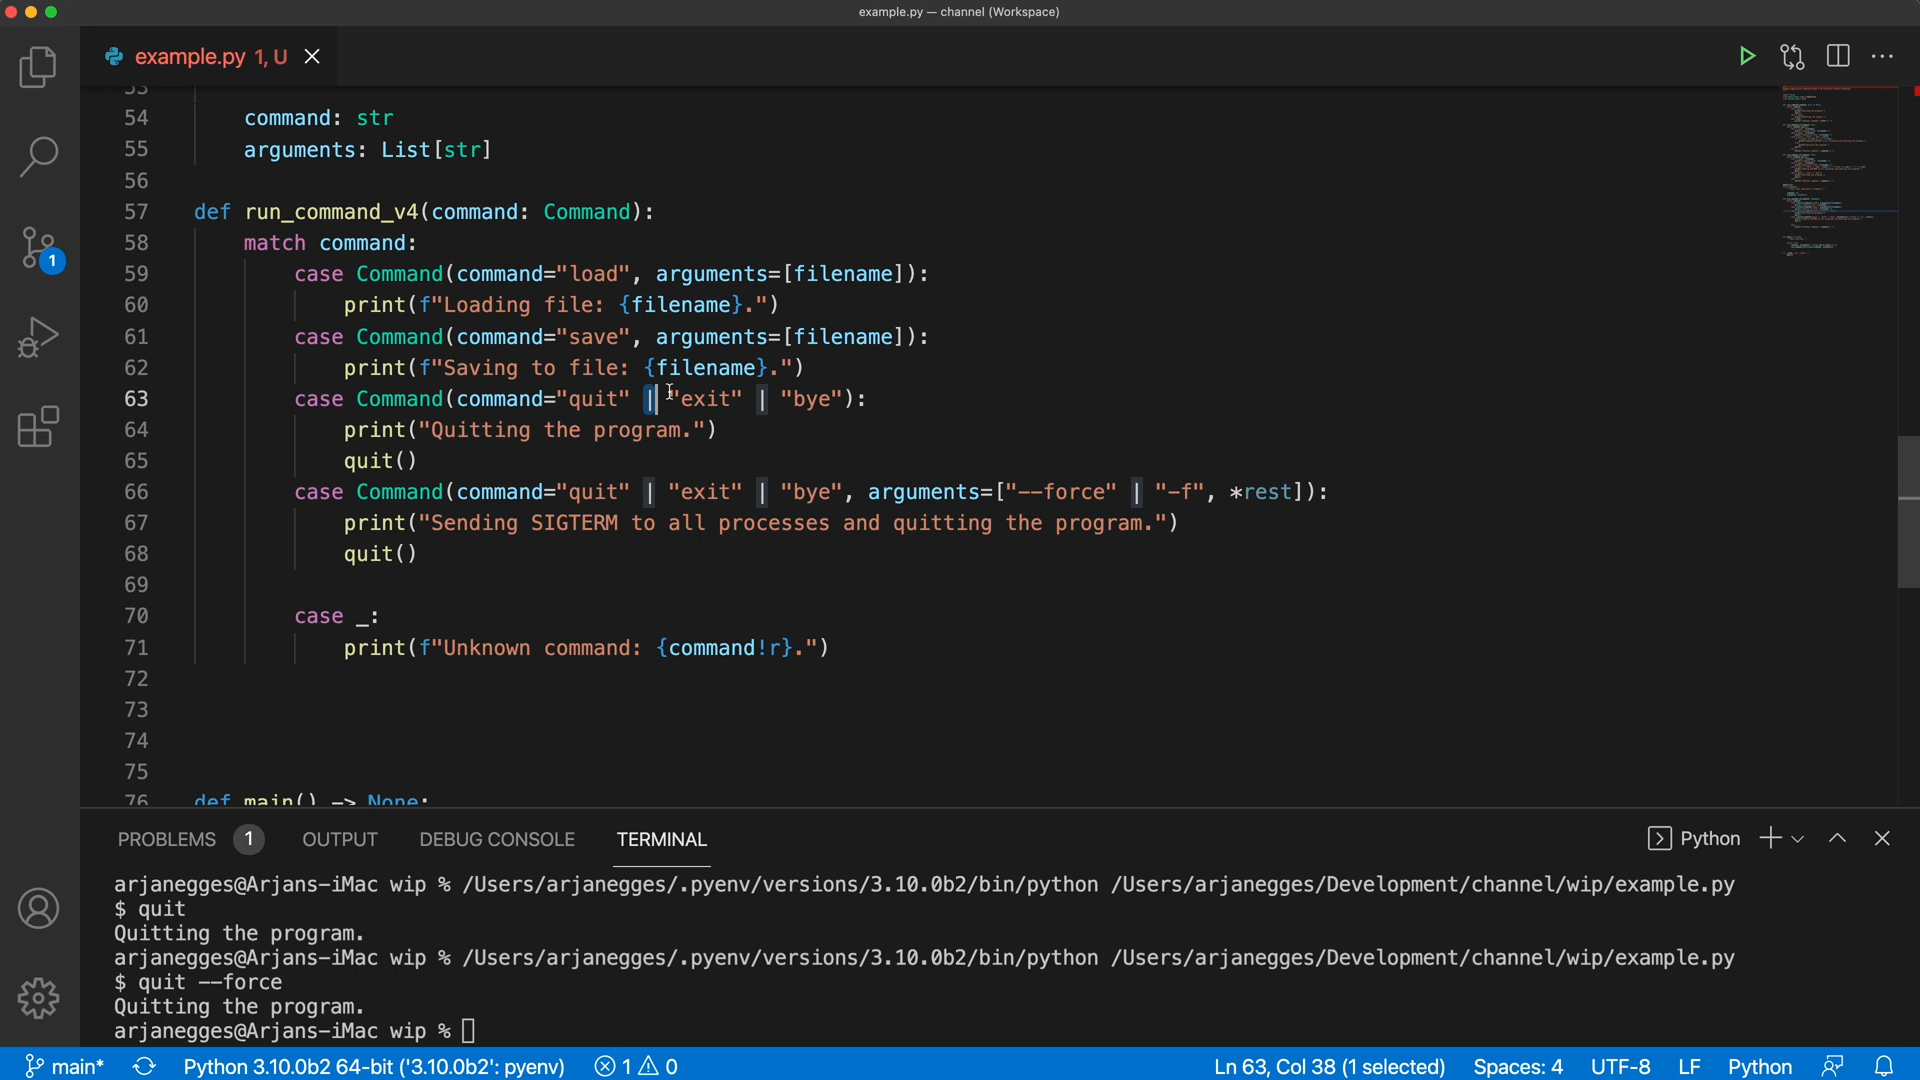 example.py — channel (Workspace)
example.py 1, U
53
54 command: str
55 arguments: List[str]
56
57 def run_command_v4(command: Command):
58 match command:
59 case Command(command="load", arguments=[filename]):
60 print(f"Loading file: {filename}.")
61 case Command(command="save", arguments=[filename]):
62 print(f"Saving to file: {filename}.")
63 case Command(command="quit" | "exit" | "bye"):
64 print("Quitting the program.")
65 quit()
66 case Command(command="quit" | "exit" | "bye", arguments=["--force" | "-f", *rest]):
67 print("Sending SIGTERM to all processes and quitting the program.")
68 quit()
69
70 case _:
71 print(f"Unknown command: {command!r}.")
72
73
74
75
76 def main() -> None:
1
PROBLEMS 1 OUTPUT DEBUG CONSOLE TERMINAL Python
arjanegges@Arjans-iMac wip % /Users/arjanegges/.pyenv/versions/3.10.0b2/bin/python /Users/arjanegges/Development/channel/wip/example.py
$ quit
Quitting the program.
arjanegges@Arjans-iMac wip % /Users/arjanegges/.pyenv/versions/3.10.0b2/bin/python /Users/arjanegges/Development/channel/wip/example.py
$ quit --force
Quitting the program.
arjanegges@Arjans-iMac wip %
main* Python 3.10.0b2 64-bit ('3.10.0b2': pyenv) 1 0 Ln 63, Col 38 (1 selected) Spaces: 4 UTF-8 LF Python